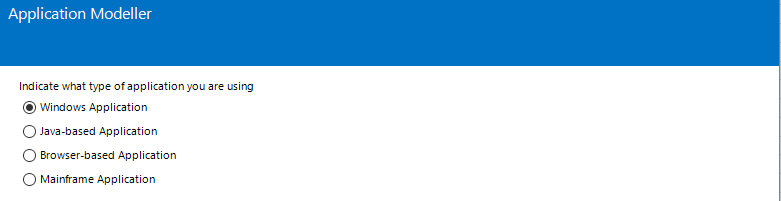 Application Modeller
Indicate what type of application you are using
Windows Application
Java-based Application
Browser-based Application
Mainframe Application